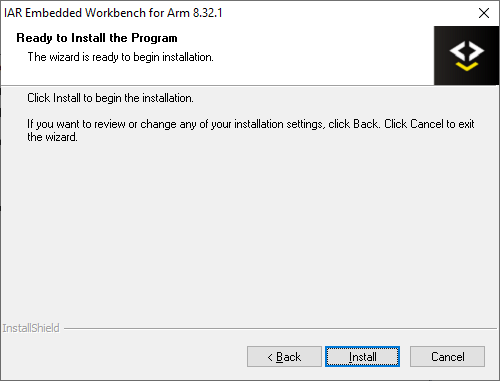 IAR Embedded Workbench for Arm 8.32.1
Ready to Install the Program
The wizard is ready to begin installation.
Click Install to begin the installation.
If you want to review or change any of your installation settings, click Back. Click Cancel to exit
the wizard.
InstallShield
< Back
Install
Cancel